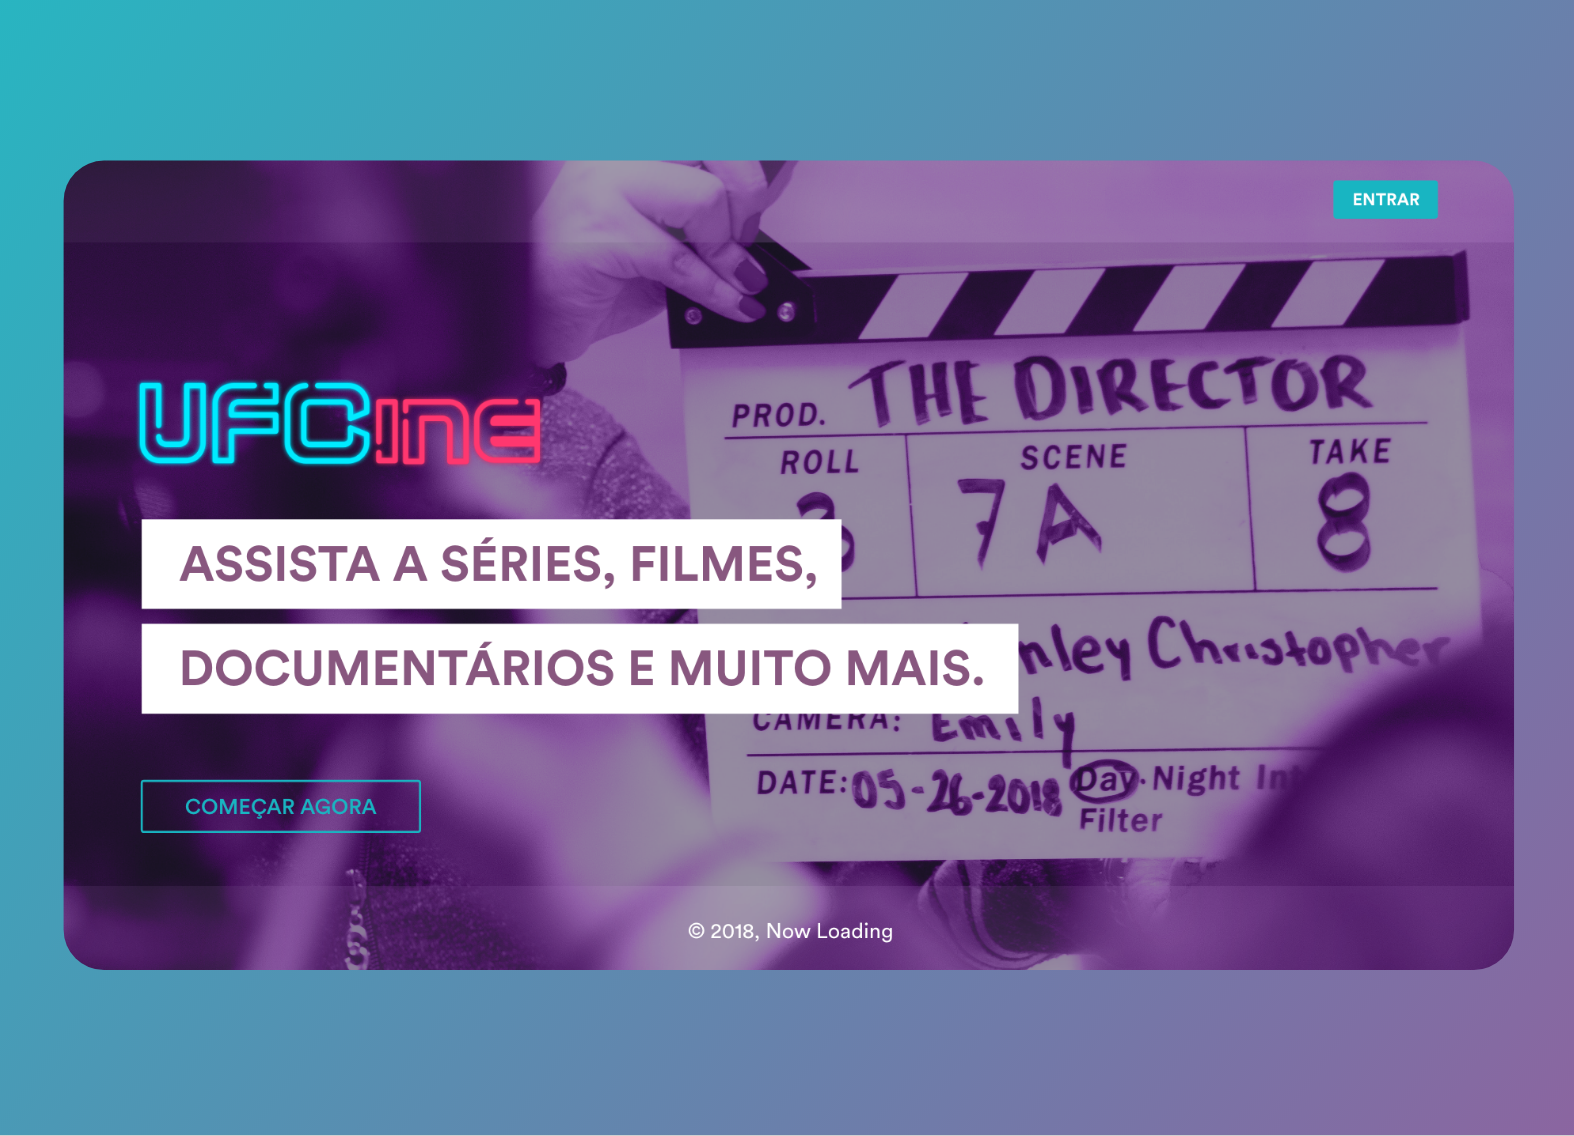 ENTRAR
UFCine
PROD. THE DIRECTOR
ROLL SCENE TAKE
7A 8
ASSISTA A SÉRIES, FILMES,
DOCUMENTÁRIOS E MUITO MAIS.
Christopher
CAMERA: Emily
DATE: 05-26-2018 Day·Night
Filter
COMEÇAR AGORA
© 2018, Now Loading